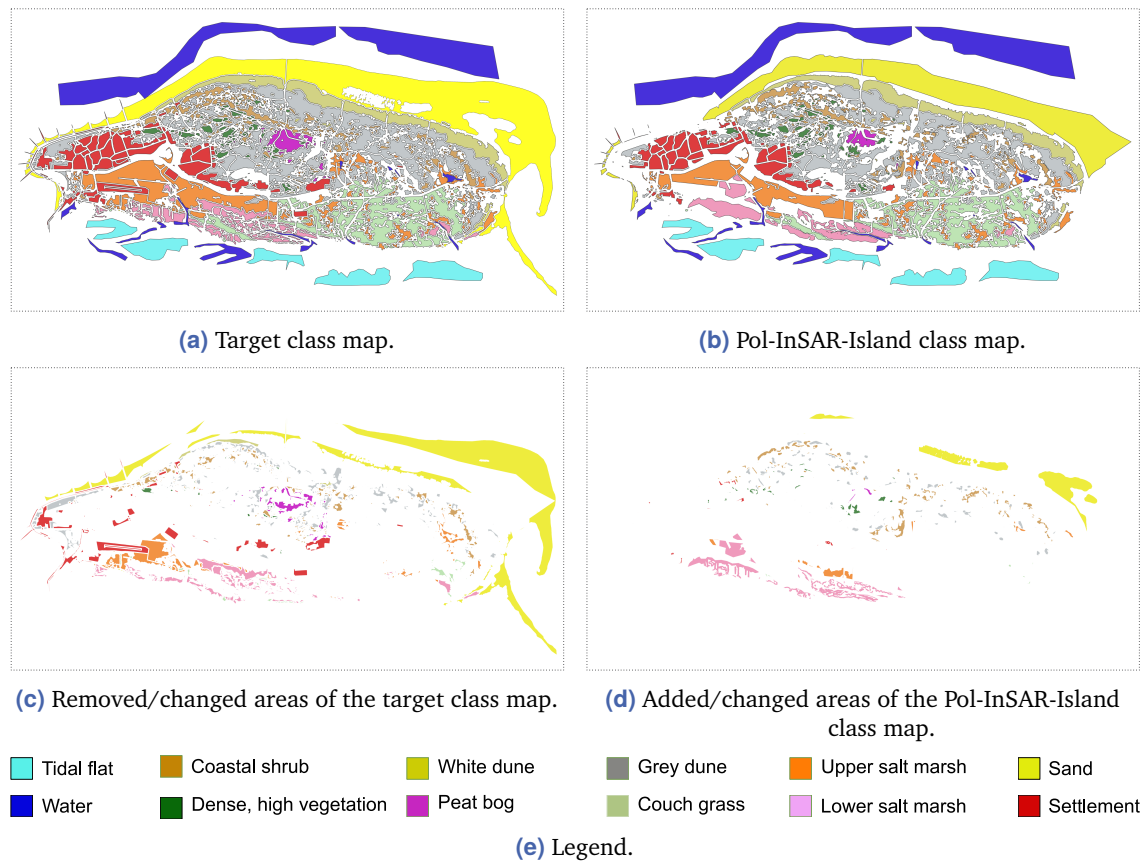 (a) Target class map.
(b) Pol-InSAR-Island class map.
(c) Removed/changed areas of the target class map.
(d) Added/changed areas of the Pol-InSAR-Island
class map.
Tidal flat
Coastal shrub
White dune
Grey dune
Upper salt marsh
Sand
Water
Dense, high vegetation
Peat bog
Couch grass
Lower salt marsh
Settlement
(e) Legend.